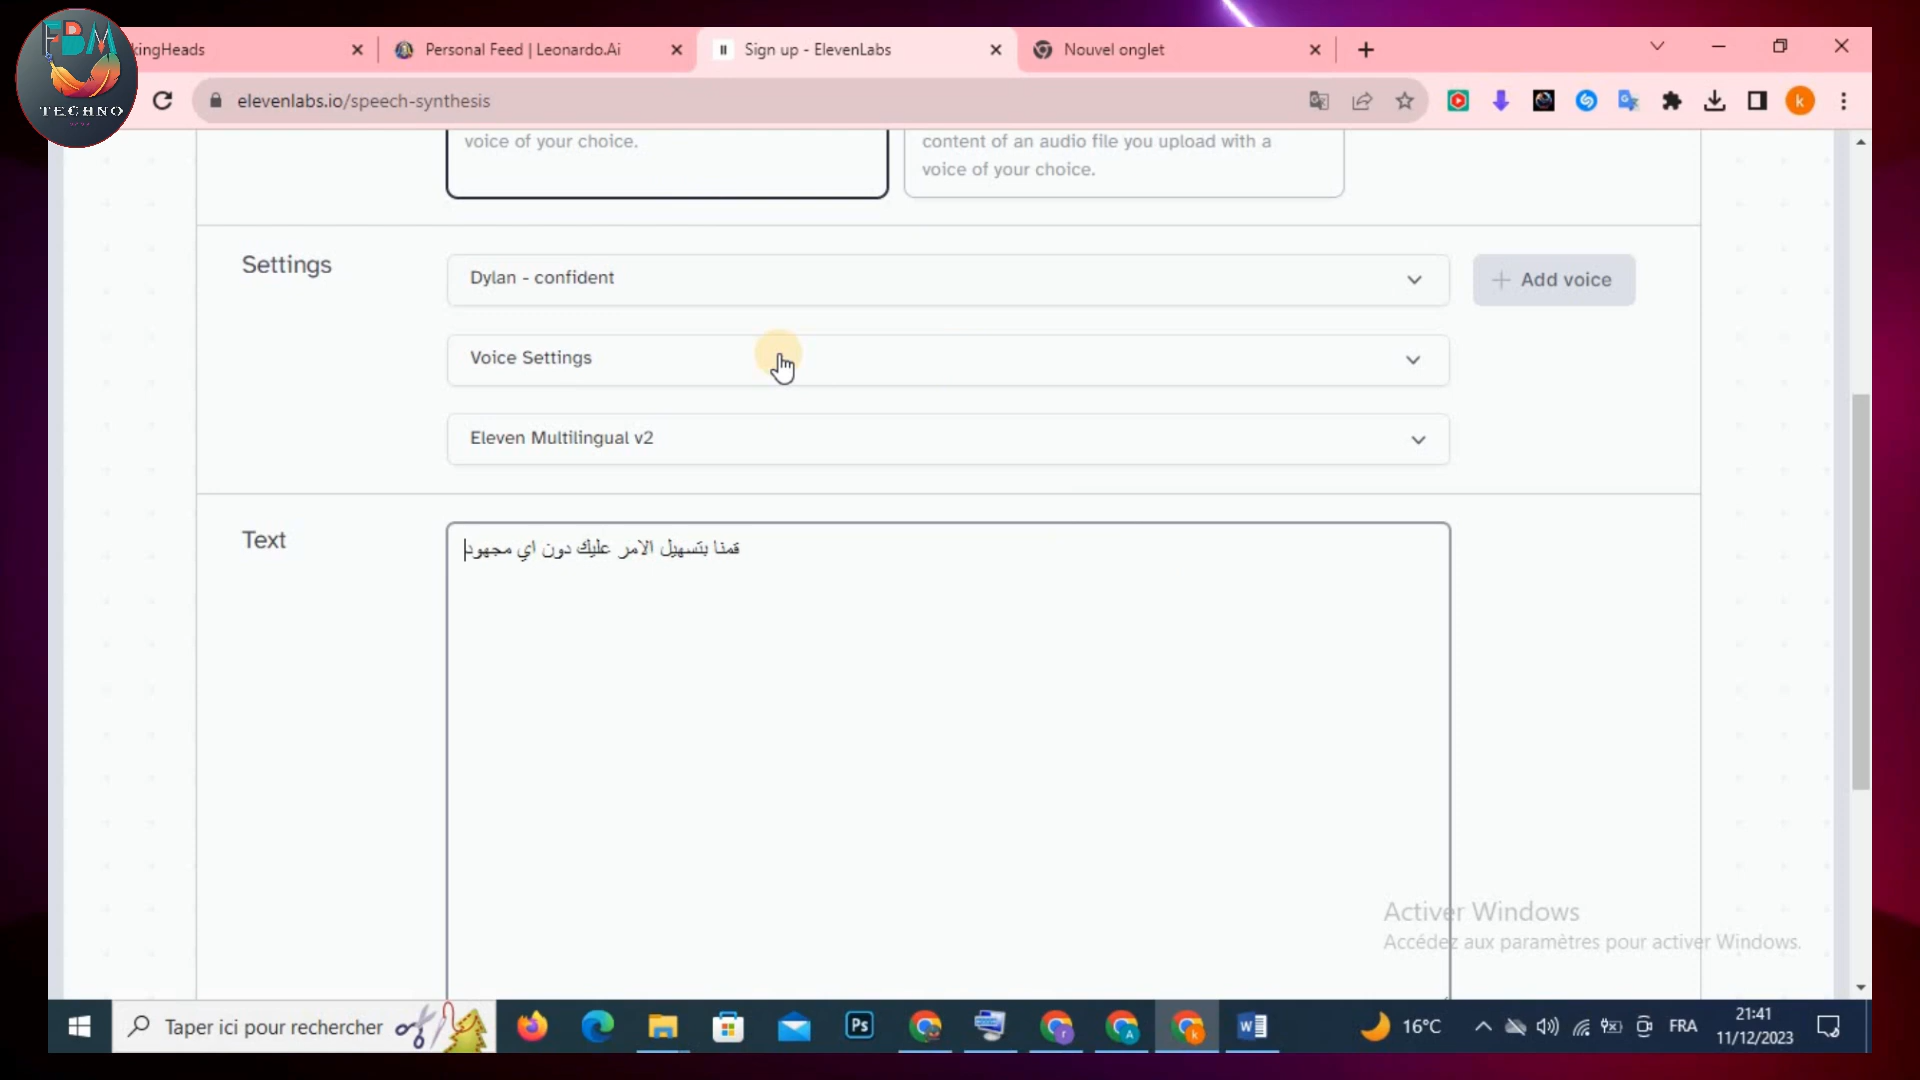 FBM
TECHNO
kingHeads
Personal Feed | Leonardo.Ai
Sign up - ElevenLabs
Nouvel onglet
elevenlabs.io/speech-synthesis
k
voice of your choice.
content of an audio file you upload with a
voice of your choice.
Settings
Dylan - confident
Add voice
Voice Settings
Eleven Multilingual v2
Text
قمنا بتسهيل الامر عليك دون اي مجهود
Activer Windows
Accédez aux paramètres pour activer Windows.
Taper ici pour rechercher
Ps
16°C
FRA
21:41
11/12/2023